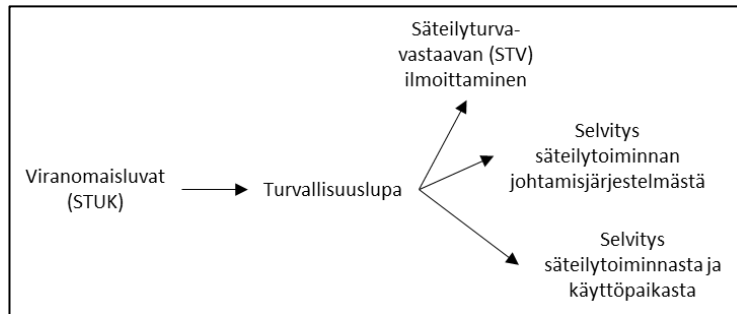 Säteilyturva-
vastaavan (STV)
ilmoittaminen
Viranomaisluvat
(STUK)
Turvallisuuslupa
Selvitys
säteilytoiminnan
johtamisjärjestelmästä
Selvitys
säteilytoiminnasta ja
käyttöpaikasta